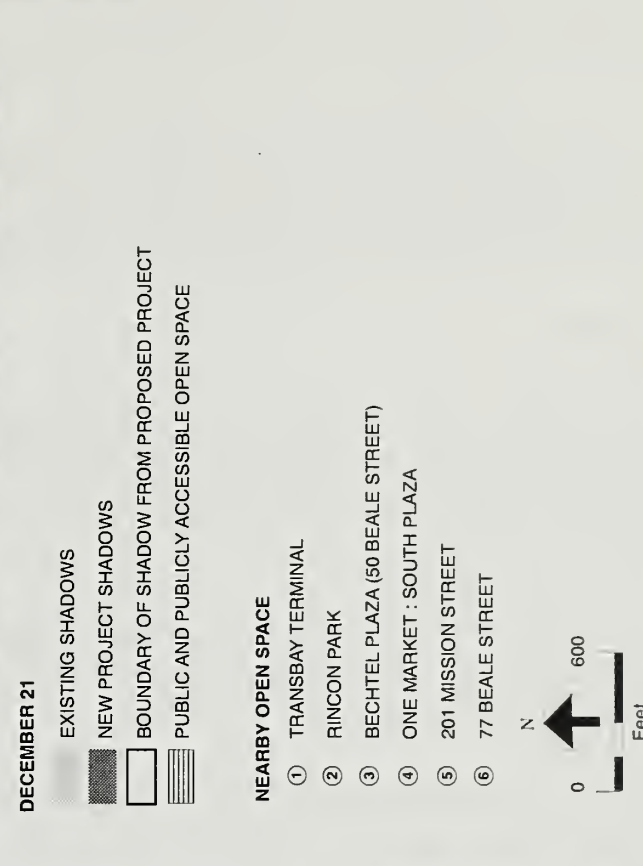 DECEMBER 21
EXISTING SHADOWS
NEW PROJECT SHADOWS
BOUNDARY OF SHADOW FROM PROPOSED PROJECT
PUBLIC AND PUBLICLY ACCESSIBLE OPEN SPACE
NEARBY OPEN SPACE
1 TRANSBAY TERMINAL
2 RINCON PARK
3 BECHTEL PLAZA (50 BEALE STREET)
4 ONE MARKET : SOUTH PLAZA
5 201 MISSION STREET
6 77 BEALE STREET
N
0 600
Feet